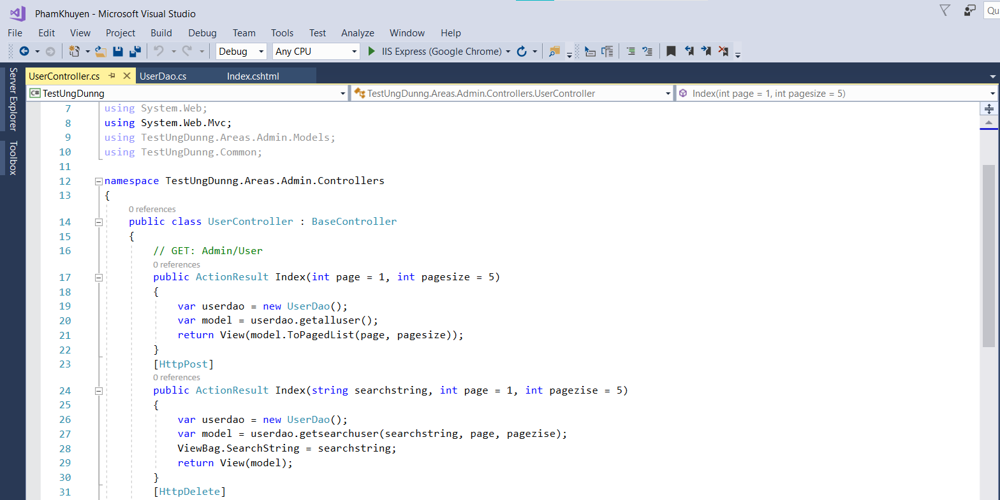 PhamKhuyen - Microsoft Visual Studio
Qu
File Edit View Project Build Debug Team Tools Test Analyze Window Help
Debug Any CPU IIS Express (Google Chrome)
Server Explorer
Toolbox
UserController.cs UserDao.cs Index.cshtml
C# TestUngDunng TestUngDunng.Areas.Admin.Controllers.UserController Index(int page = 1, int pagesize = 5)
7 using System.Web;
8 using System.Web.Mvc;
9 using TestUngDunng.Areas.Admin.Models;
10 using TestUngDunng.Common;
11
12 namespace TestUngDunng.Areas.Admin.Controllers
13 {
0 references
14 public class UserController : BaseController
15 {
16 // GET: Admin/User
0 references
17 public ActionResult Index(int page = 1, int pagesize = 5)
18 {
19 var userdao = new UserDao();
20 var model = userdao.getalluser();
21 return View(model.ToPagedList(page, pagesize));
22 }
23 [HttpPost]
0 references
24 public ActionResult Index(string searchstring, int page = 1, int pagezise = 5)
25 {
26 var userdao = new UserDao();
27 var model = userdao.getsearchuser(searchstring, page, pagezise);
28 ViewBag.SearchString = searchstring;
29 return View(model);
30 }
31 [HttpDelete]